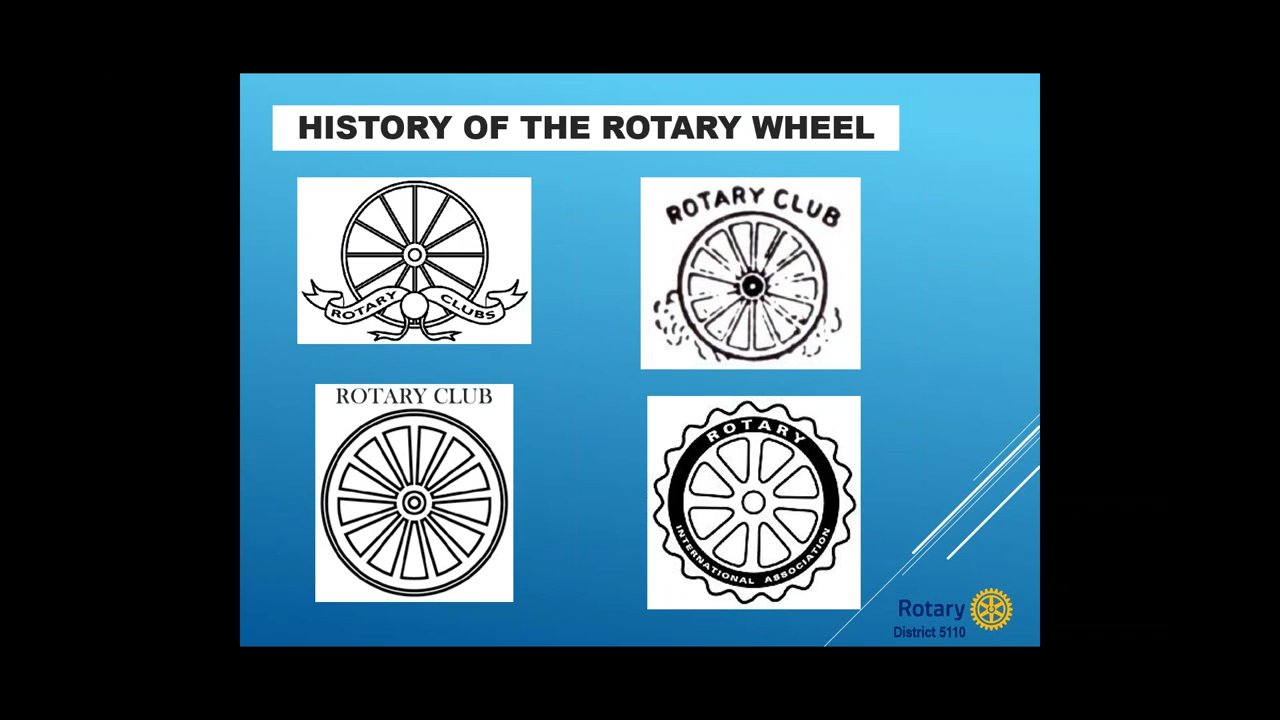 HISTORY OF THE ROTARY WHEEL
ROTARY CLUBS
ROTARY CLUB
ROTARY CLUB
ROTARY
INTERNATIONAL ASSOCIATION
Rotary
District 5110